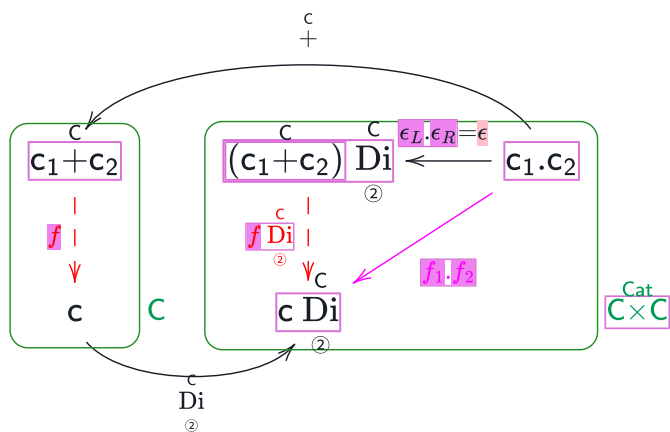 C
+
C
c₁+c₂
C
(c₁+c₂) Di
C
②
ϵ_L.ϵ_R=ϵ
c₁.c₂
f
C
f Di
②
f₁.f₂
c
C
C
c Di
②
Cat
C×C
C
Di
②